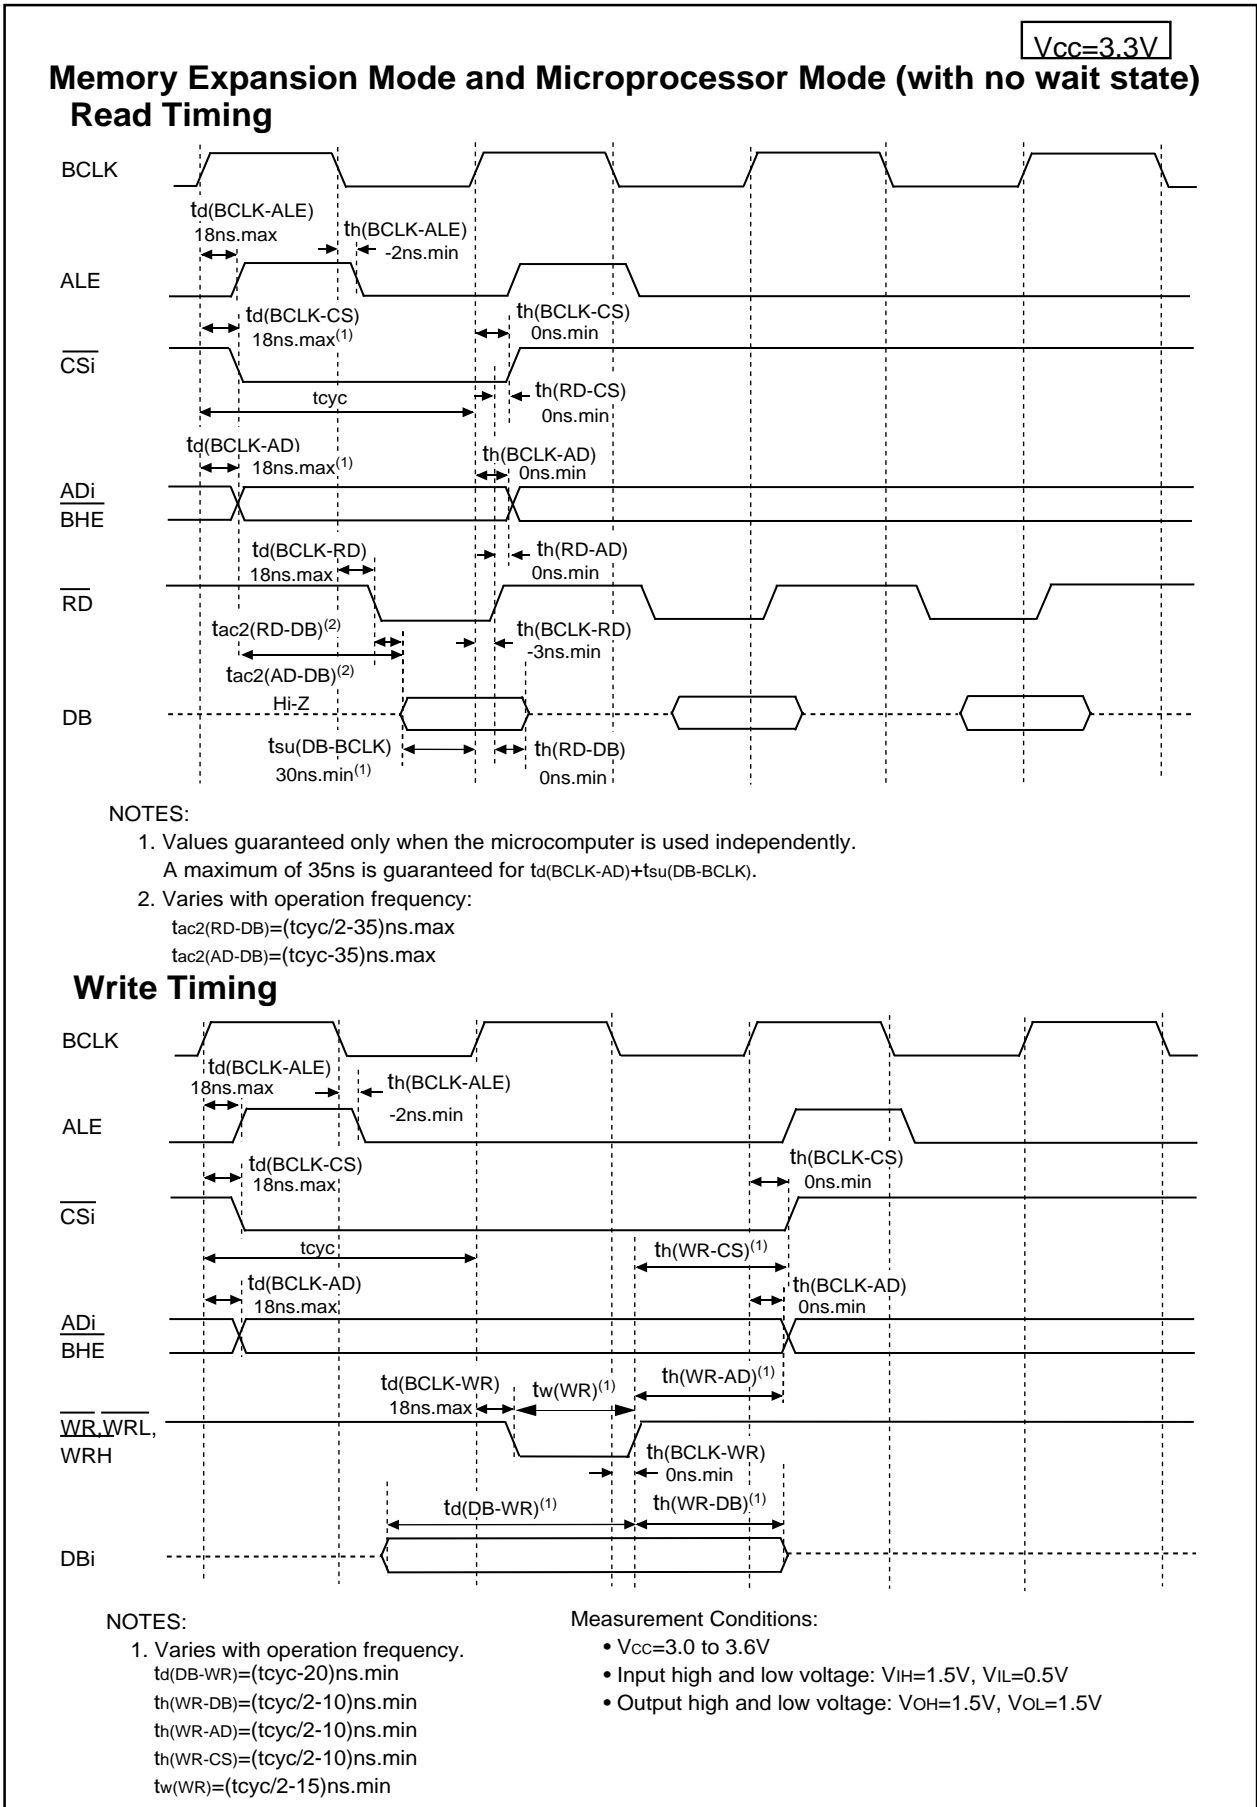 Vcc=3.3V
Memory Expansion Mode and Microprocessor Mode (with no wait state)
Read Timing
BCLK
td(BCLK-ALE)
18ns.max
th(BCLK-ALE)
-2ns.min
ALE
td(BCLK-CS)
18ns.max(1)
th(BCLK-CS)
0ns.min
CSi
tcyc
th(RD-CS)
0ns.min
td(BCLK-AD)
18ns.max(1)
th(BCLK-AD)
0ns.min
ADi
BHE
td(BCLK-RD)
18ns.max
th(RD-AD)
0ns.min
RD
tac2(RD-DB)(2)
th(BCLK-RD)
-3ns.min
tac2(AD-DB)(2)
Hi-Z
DB
tsu(DB-BCLK)
30ns.min(1)
th(RD-DB)
0ns.min
NOTES:
1. Values guaranteed only when the microcomputer is used independently.
A maximum of 35ns is guaranteed for td(BCLK-AD)+tsu(DB-BCLK).
2. Varies with operation frequency:
tac2(RD-DB)=(tcyc/2-35)ns.max
tac2(AD-DB)=(tcyc-35)ns.max
Write Timing
BCLK
td(BCLK-ALE)
18ns.max
th(BCLK-ALE)
-2ns.min
ALE
td(BCLK-CS)
18ns.max
th(BCLK-CS)
0ns.min
CSi
tcyc
th(WR-CS)(1)
td(BCLK-AD)
18ns.max
th(BCLK-AD)
0ns.min
ADi
BHE
td(BCLK-WR)
18ns.max
tw(WR)(1)
th(WR-AD)(1)
WR,WRL,
WRH
th(BCLK-WR)
0ns.min
td(DB-WR)(1)
th(WR-DB)(1)
DBi
NOTES:
1. Varies with operation frequency.
td(DB-WR)=(tcyc-20)ns.min
th(WR-DB)=(tcyc/2-10)ns.min
th(WR-AD)=(tcyc/2-10)ns.min
th(WR-CS)=(tcyc/2-10)ns.min
tw(WR)=(tcyc/2-15)ns.min
Measurement Conditions:
• VCC=3.0 to 3.6V
• Input high and low voltage: VIH=1.5V, VIL=0.5V
• Output high and low voltage: VOH=1.5V, VOL=1.5V